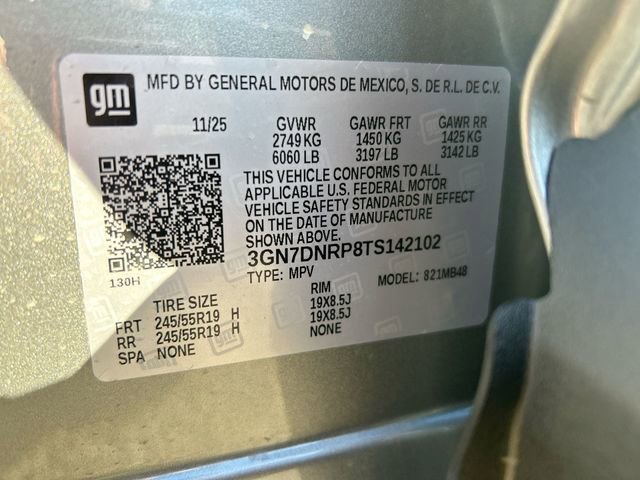 gm
MFD BY GENERAL MOTORS DE MEXICO, S. DE R.L. DE C.V.
11/25 GVWR GAWR FRT GAWR RR
2749 KG 1450 KG 1425 KG
6060 LB 3197 LB 3142 LB
THIS VEHICLE CONFORMS TO ALL
APPLICABLE U.S. FEDERAL MOTOR
VEHICLE SAFETY STANDARDS IN EFFECT
ON THE DATE OF MANUFACTURE
SHOWN ABOVE.
3GN7DNRP8TS142102
130H TYPE: MPV MODEL: 821MB48
TIRE SIZE RIM
FRT 245/55R19 H 19X8.5J
RR 245/55R19 H 19X8.5J
SPA NONE NONE